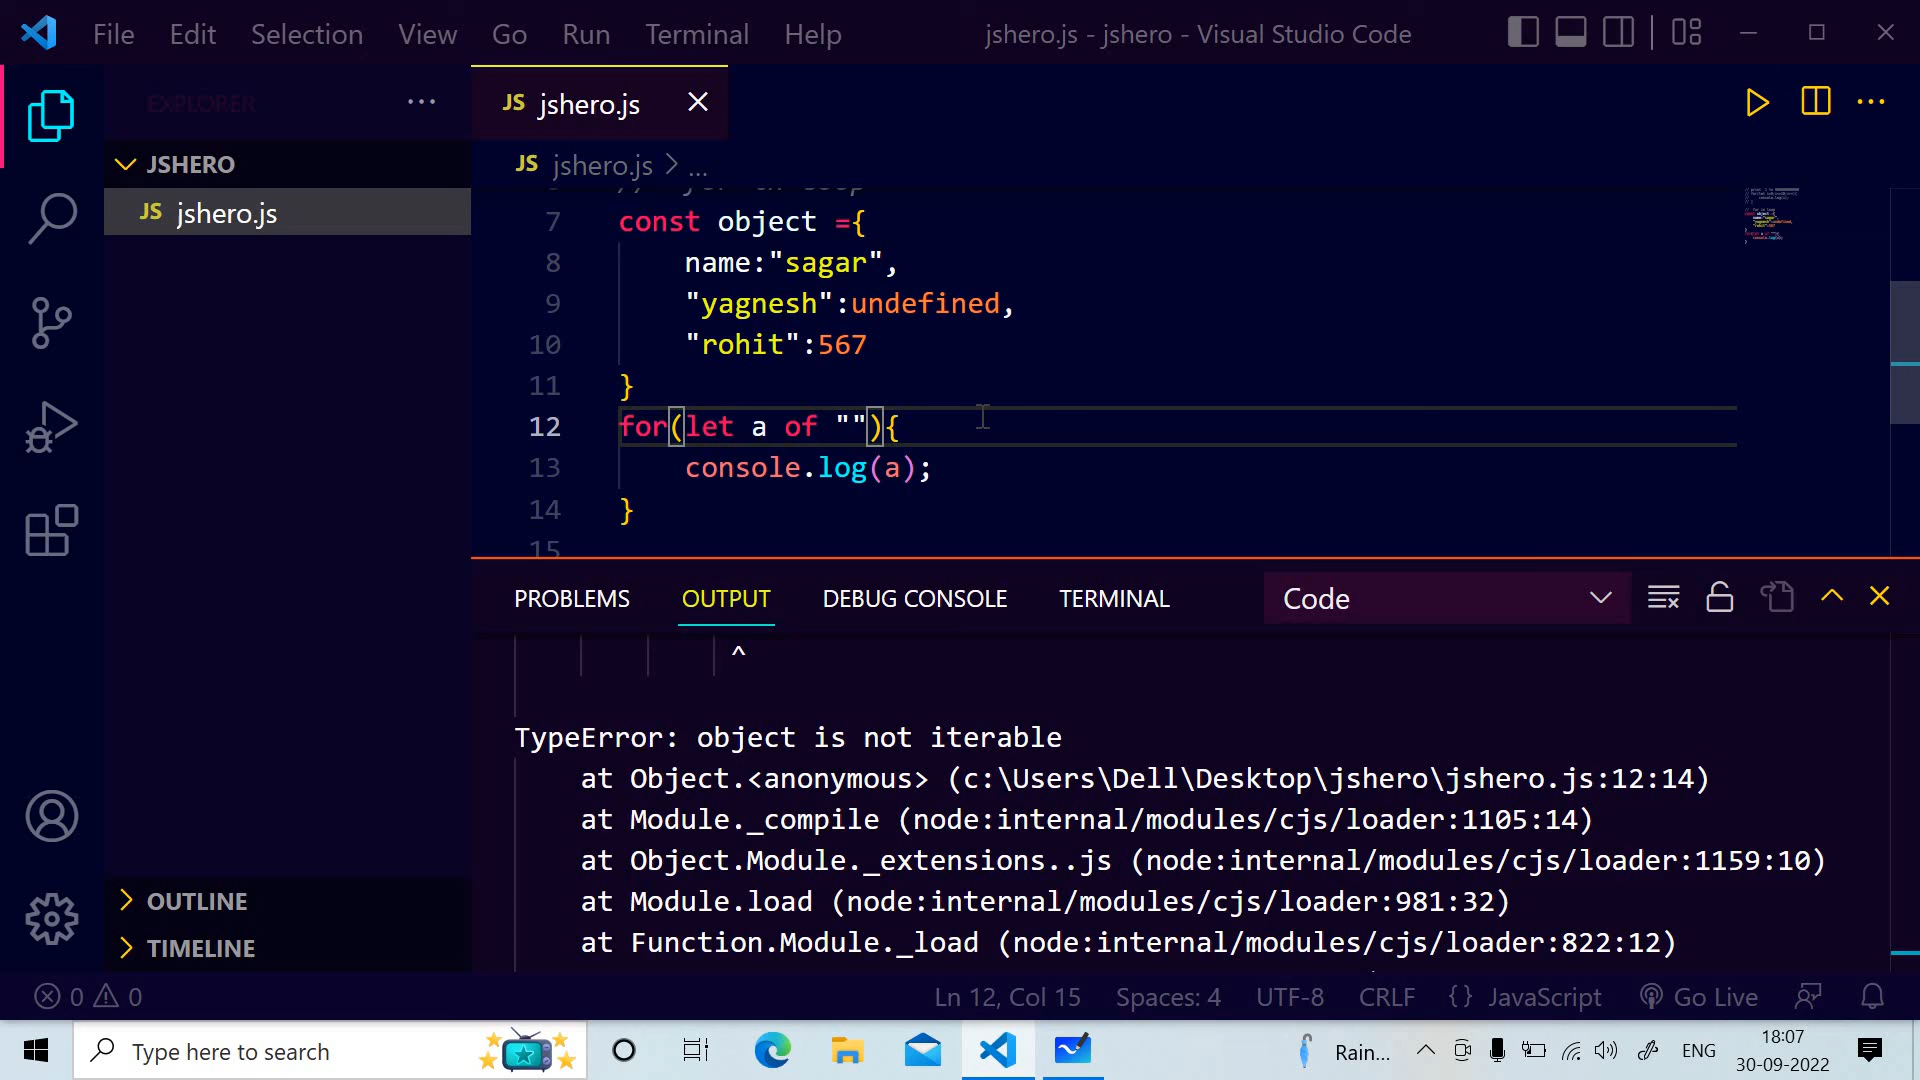 File Edit Selection View Go Run Terminal Help jshero.js - jshero - Visual Studio Code
EXPLORER ...
JS jshero.js
JSHERO
JS jshero.js
JS jshero.js > ...
7 const object ={
8 name:"sagar",
9 "yagnesh":undefined,
10 "rohit":567
11 }
12 for(let a of ""){
13 console.log(a);
14 }
15
PROBLEMS OUTPUT DEBUG CONSOLE TERMINAL Code
^
TypeError: object is not iterable
at Object.<anonymous> (c:\Users\Dell\Desktop\jshero\jshero.js:12:14)
at Module._compile (node:internal/modules/cjs/loader:1105:14)
at Object.Module._extensions..js (node:internal/modules/cjs/loader:1159:10)
at Module.load (node:internal/modules/cjs/loader:981:32)
at Function.Module._load (node:internal/modules/cjs/loader:822:12)
OUTLINE
TIMELINE
0 0 Ln 12, Col 15 Spaces: 4 UTF-8 CRLF {} JavaScript Go Live
Type here to search Rain... ENG 18:07
30-09-2022